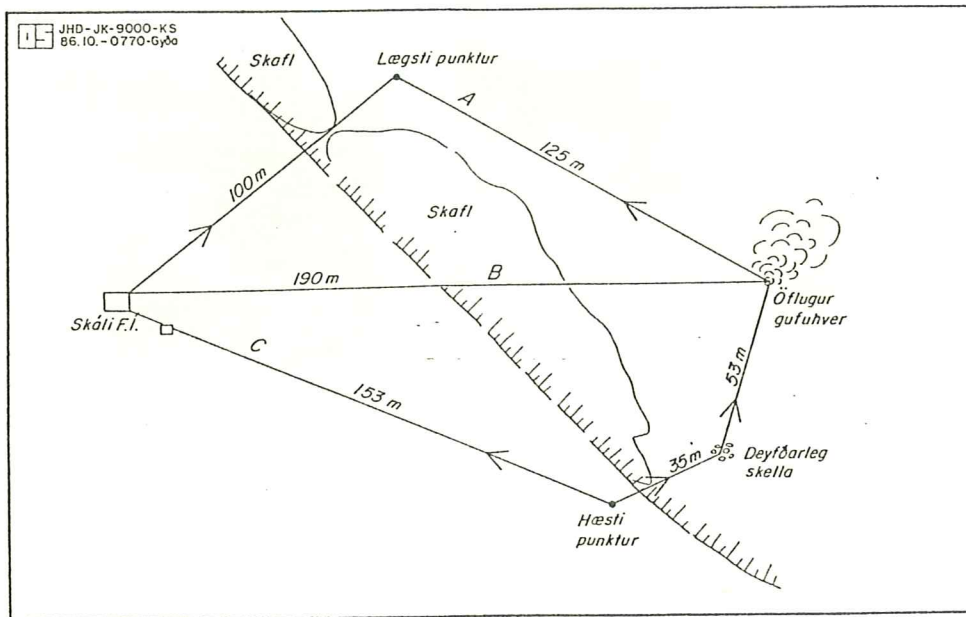 OS JHD-JK-9000-KS
86.10.-0770-Gyða
Skafl
Lægsti punktur
A
125 m
100 m
Skafl
190 m
B
Öflugur
gufuhver
Skáli F.Í.
C
153 m
53 m
35 m
Deyfðarleg
skella
Hæsti
punktur